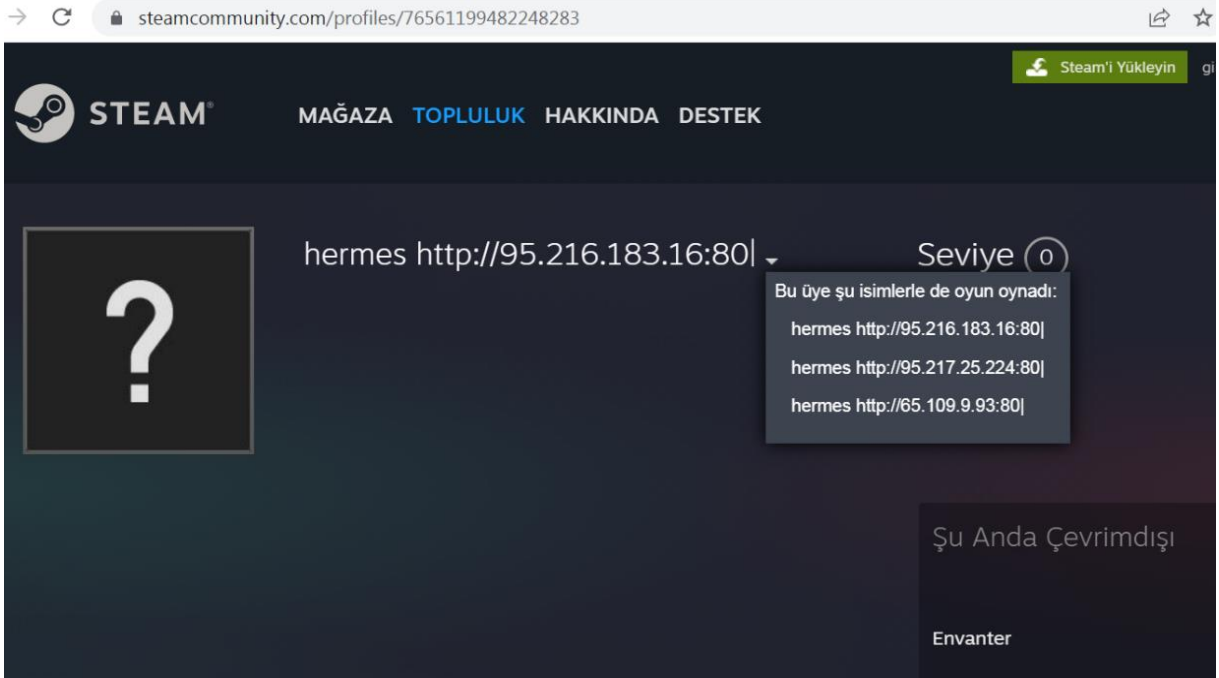 steamcommunity.com/profiles/76561199482248283
Steam'i Yükleyin gi
STEAM® MAĞAZA TOPLULUK HAKKINDA DESTEK
hermes http://95.216.183.16:80| Seviye 0
Bu üye şu isimlerle de oyun oynadı:
hermes http://95.216.183.16:80|
hermes http://95.217.25.224:80|
hermes http://65.109.9.93:80|
Şu Anda Çevrimdışı
Envanter